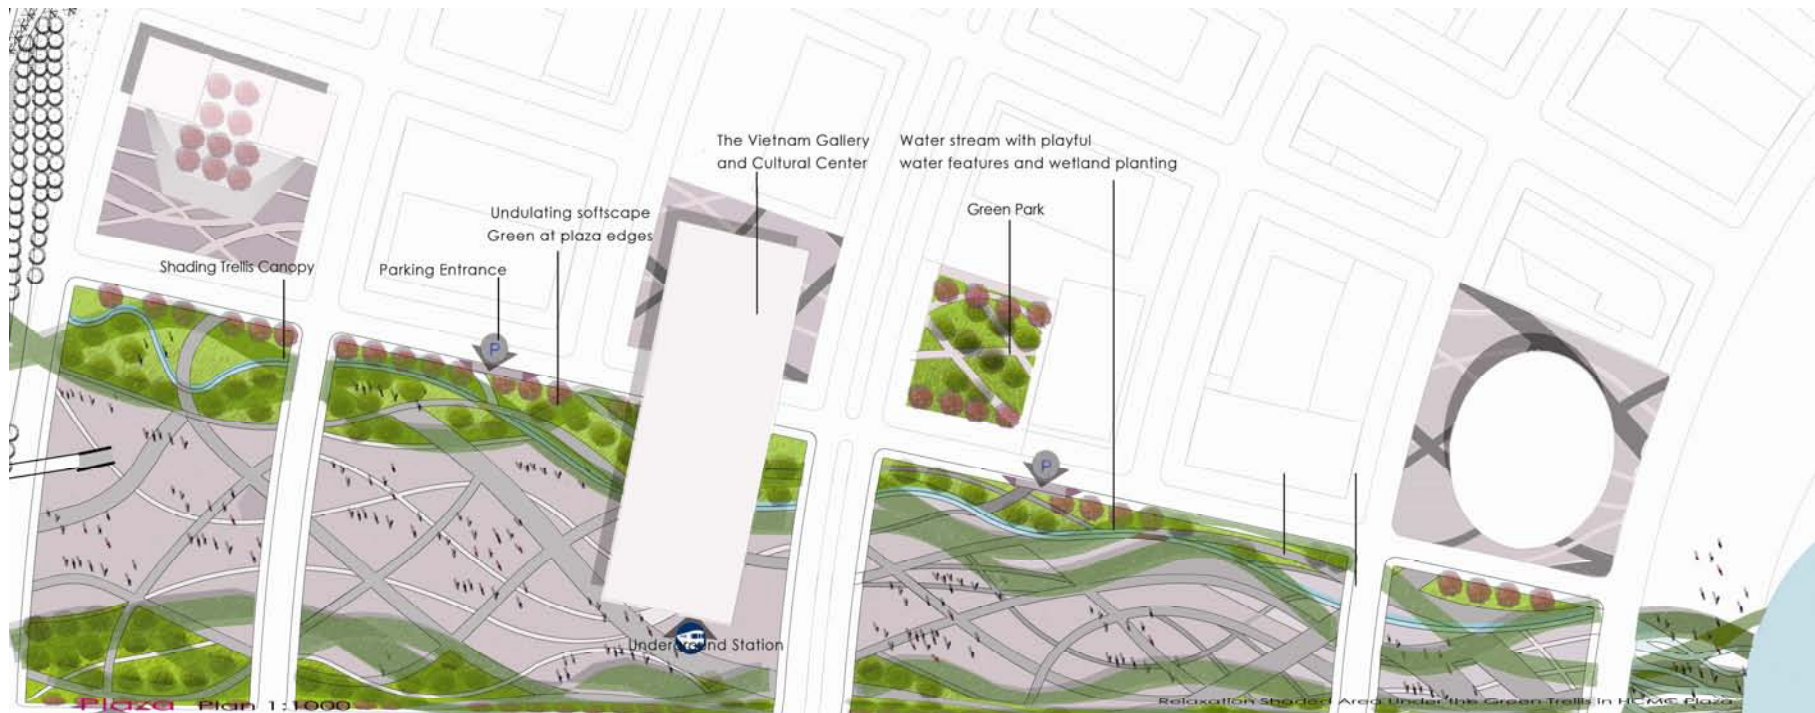 The Vietnam Gallery
and Cultural Center
Water stream with playful
water features and wetland planting
Undulating softscape
Green at plaza edges
Green Park
Shading Trellis Canopy
Parking Entrance
P
P
Underground Station
Plaza Plan 1:1000
Relaxation Shaded Area Under the Green Trellis in HCMC Plaza